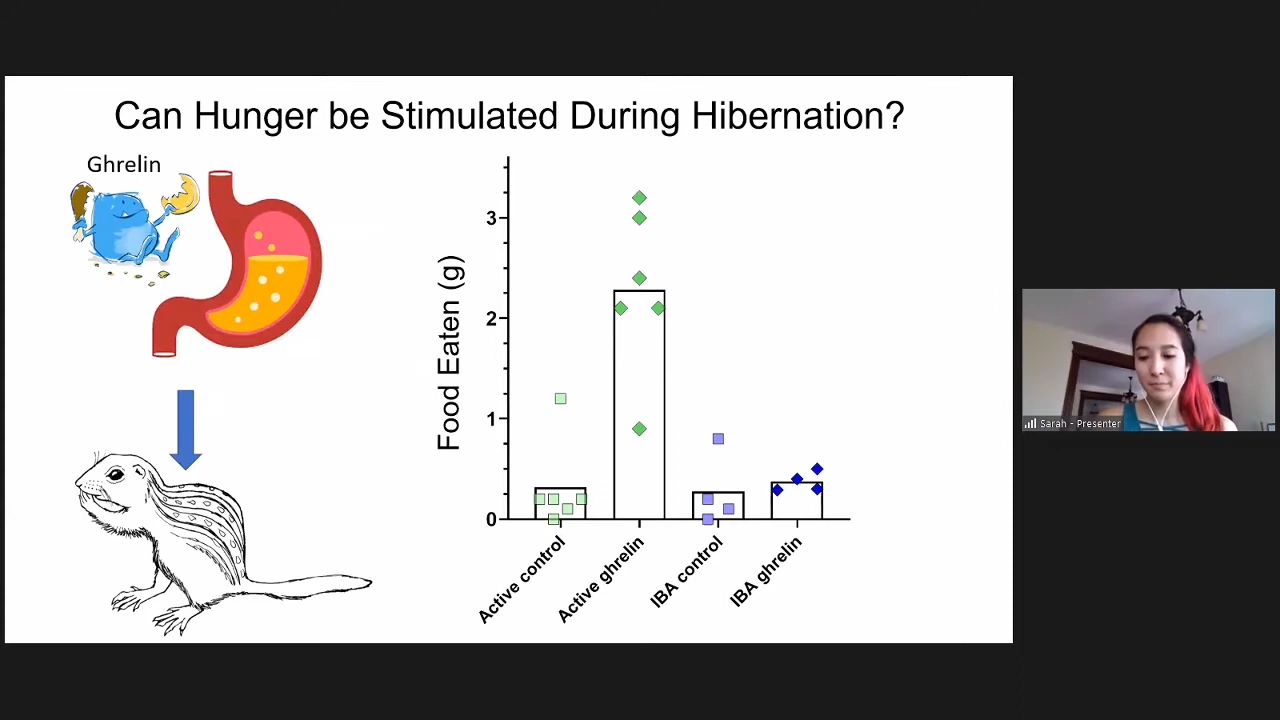 Can Hunger be Stimulated During Hibernation?
Ghrelin
Food Eaten (g)
3
2
1
0
Active control
Active ghrelin
IBA control
IBA ghrelin
Sarah - Presenter